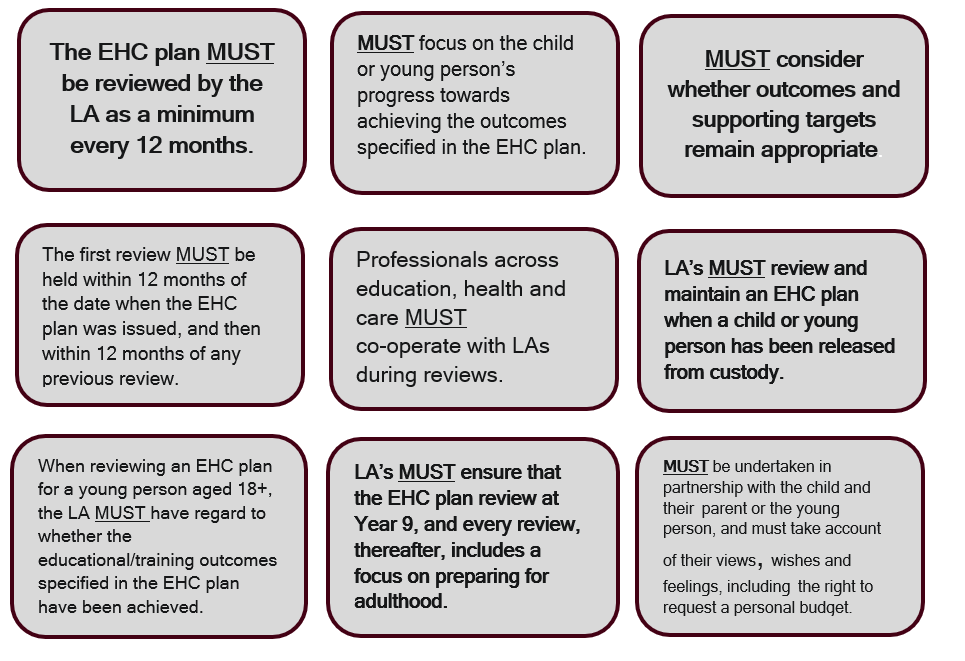 The EHC plan MUST
be reviewed by the
LA as a minimum
every 12 months.
MUST focus on the child
or young person's
progress towards
achieving the outcomes
specified in the EHC plan.
MUST consider
whether outcomes and
supporting targets
remain appropriate
The first review MUST be
held within 12 months of
the date when the EHC
plan was issued, and then
within 12 months of any
previous review.
Professionals across
education, health and
care MUST
co-operate with LAs
during reviews.
LA's MUST review and
maintain an EHC plan
when a child or young
person has been released
from custody.
When reviewing an EHC plan
for a young person aged 18+,
the LA MUST have regard to
whether the
educational/training outcomes
specified in the EHC plan
have been achieved.
LA's MUST ensure that
the EHC plan review at
Year 9, and every review,
thereafter, includes a
focus on preparing for
adulthood.
MUST be undertaken in
partnership with the child and
their parent or the young
person, and must take account
of their views, wishes and
feelings, including the right to
request a personal budget.